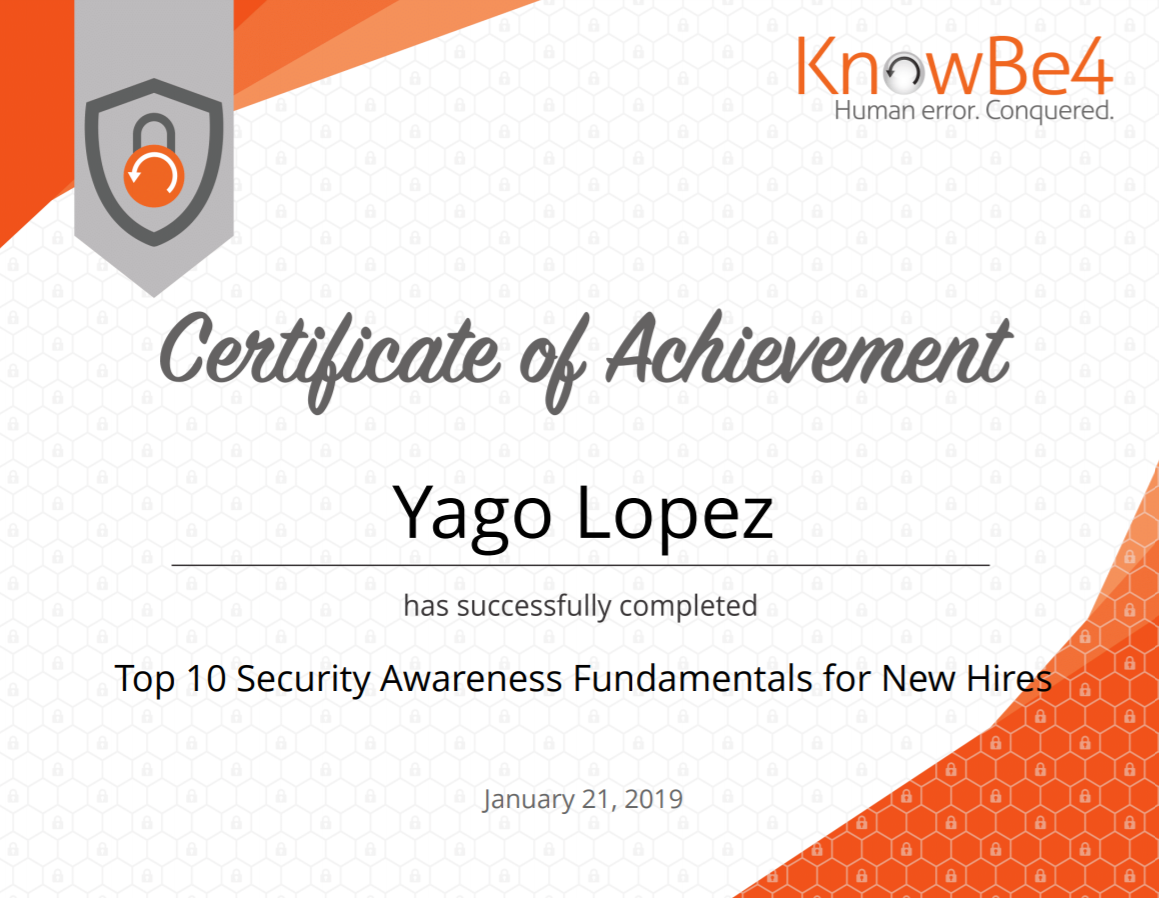 KnowBe4
Human error. Conquered.
Certificate of Achievement
Yago Lopez
has successfully completed
Top 10 Security Awareness Fundamentals for New Hires
January 21, 2019